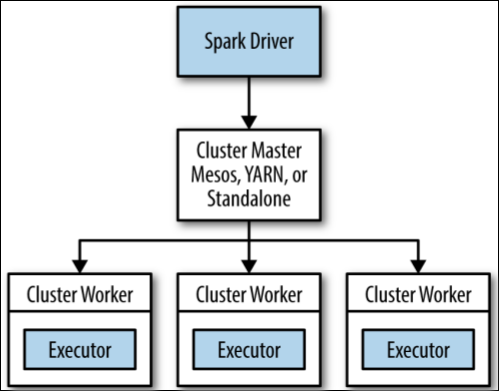 Spark Driver
Cluster Master
Mesos, YARN, or
Standalone
Cluster Worker
Cluster Worker
Cluster Worker
Executor
Executor
Executor